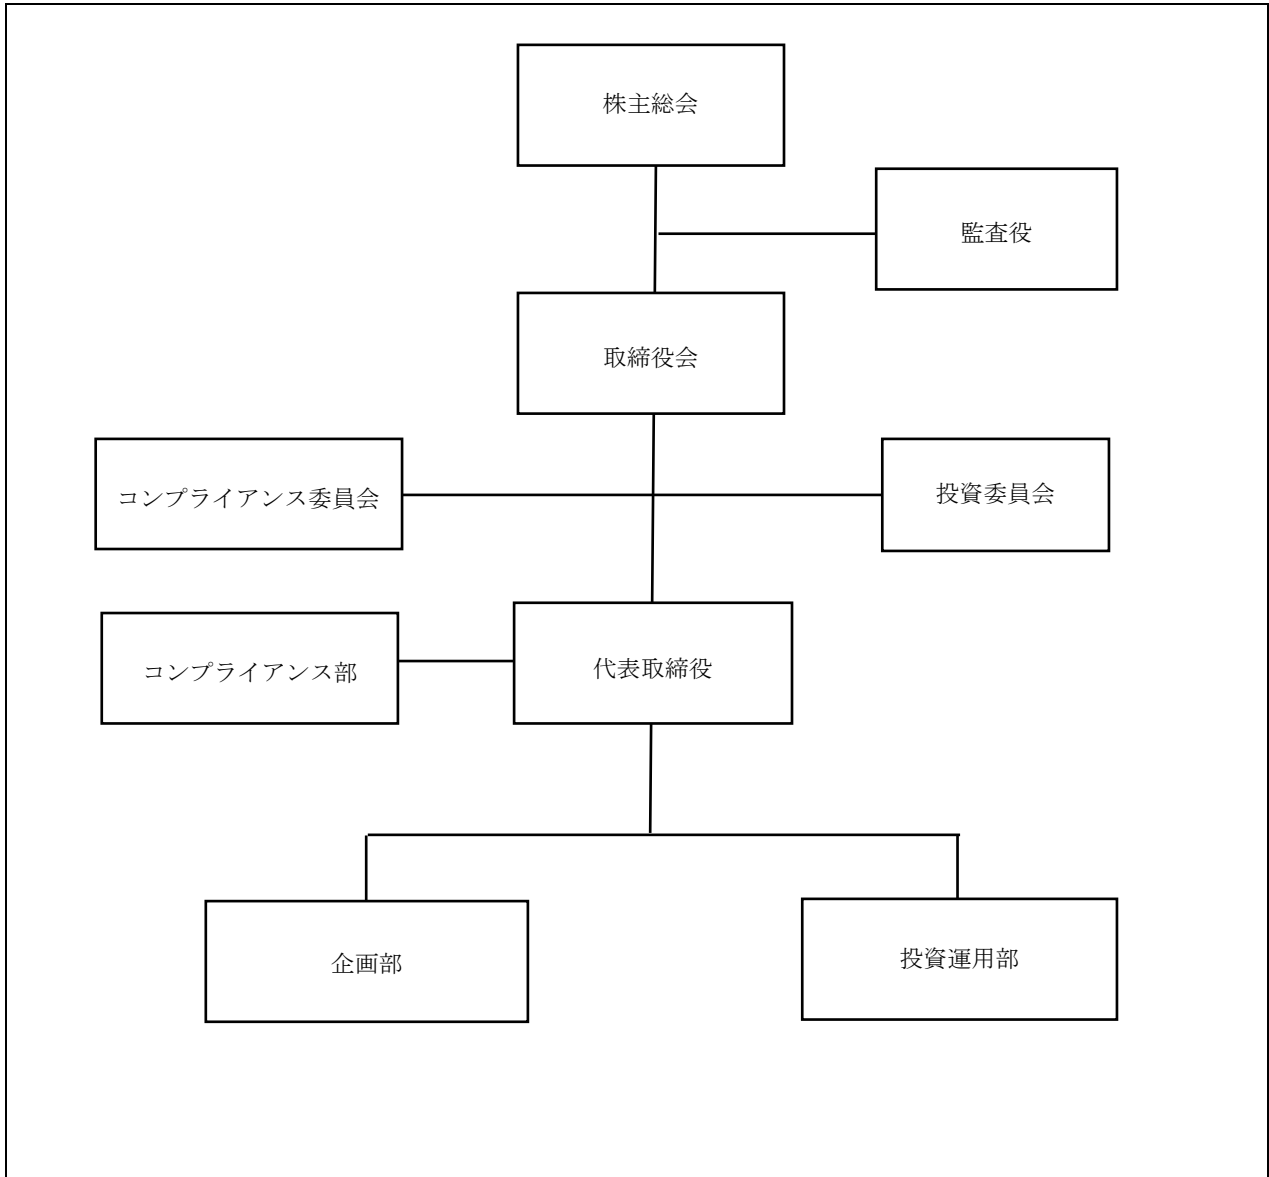 株主総会
監査役
取締役会
コンプライアンス委員会
投資委員会
コンプライアンス部
代表取締役
企画部
投資運用部